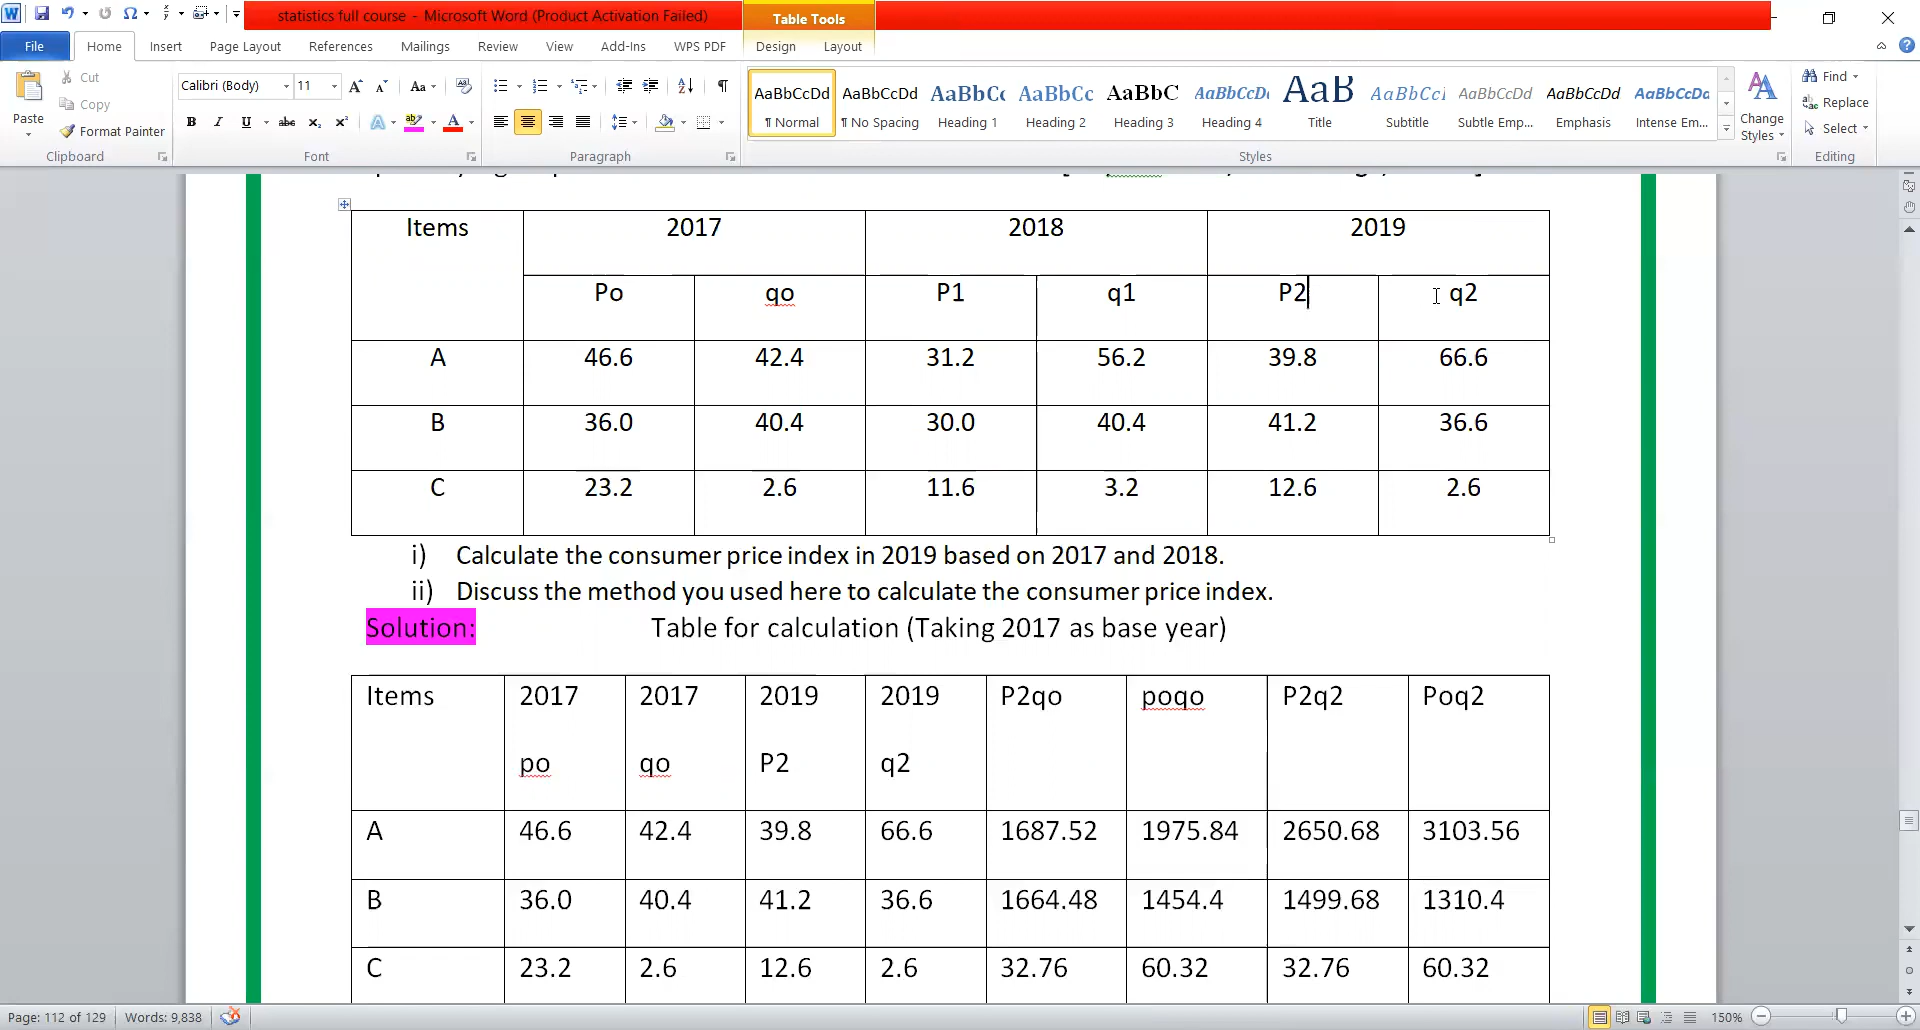 statistics full course - Microsoft Word (Product Activation Failed)
Table Tools
File Home Insert Page Layout References Mailings Review View Add-Ins WPS PDF Design Layout
Paste
Cut
Copy
Format Painter
Clipboard
Calibri (Body) 11
Font
Paragraph
AaBbCcDd AaBbCcDd AaBbCc AaBbCc AaBbC AaBbCcDc AaB AaBbCcI AaBbCcDd AaBbCcDd AaBbCcDd
¶ Normal ¶ No Spacing Heading 1 Heading 2 Heading 3 Heading 4 Title Subtitle Subtle Emp... Emphasis Intense Em...
Styles
Change Styles
Find
Replace
Select
Editing
Items 2017 2018 2019
Po qo P1 q1 P2 q2
A 46.6 42.4 31.2 56.2 39.8 66.6
B 36.0 40.4 30.0 40.4 41.2 36.6
C 23.2 2.6 11.6 3.2 12.6 2.6
i) Calculate the consumer price index in 2019 based on 2017 and 2018.
ii) Discuss the method you used here to calculate the consumer price index.
Solution: Table for calculation (Taking 2017 as base year)
Items 2017 2017 2019 2019 P2qo poqo P2q2 Poq2
po qo P2 q2
A 46.6 42.4 39.8 66.6 1687.52 1975.84 2650.68 3103.56
B 36.0 40.4 41.2 36.6 1664.48 1454.4 1499.68 1310.4
C 23.2 2.6 12.6 2.6 32.76 60.32 32.76 60.32
Page: 112 of 129 Words: 9,838 150%